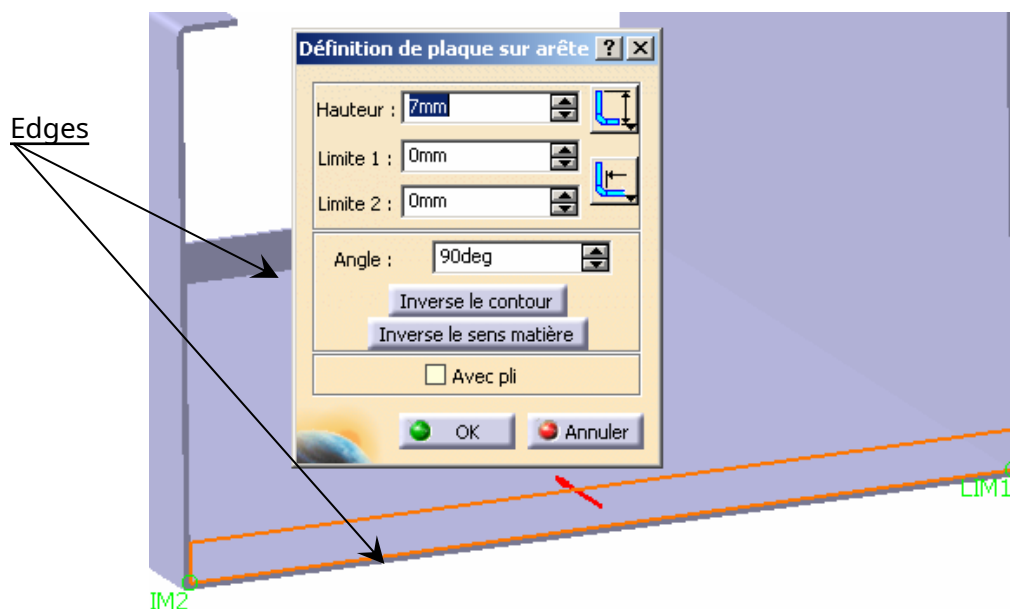 Définition de plaque sur arête
Edges
Hauteur : 7mm
Limite 1 : 0mm
Limite 2 : 0mm
Angle : 90deg
Inverse le contour
Inverse le sens matière
Avec pli
OK Annuler
LIM1
IM2